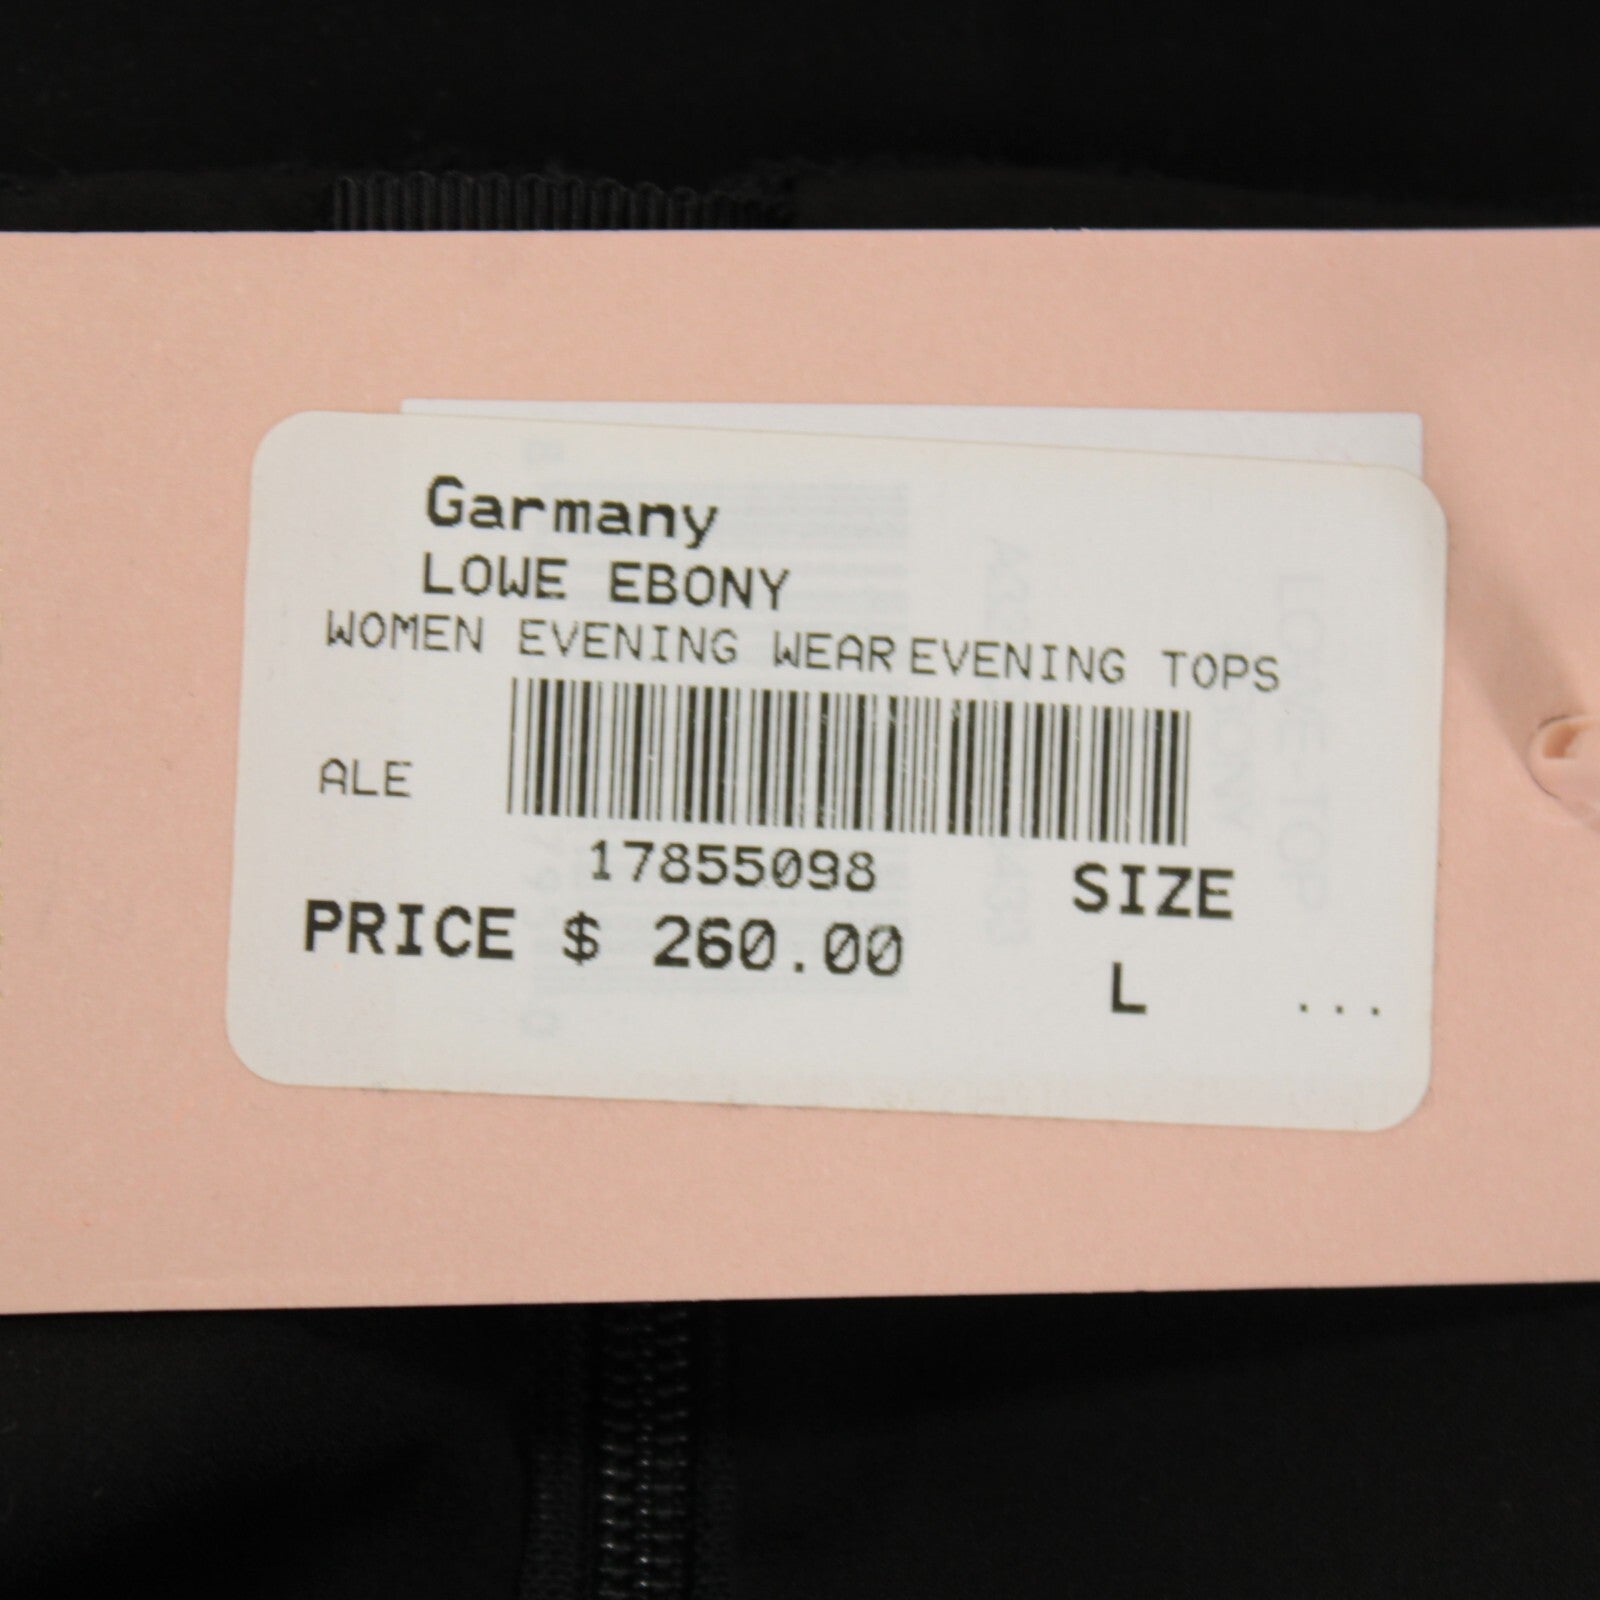 Garmany
LOWE EBONY
WOMEN EVENING WEAR EVENING TOPS
ALE
17855098
SIZE
PRICE $ 260.00
L ...